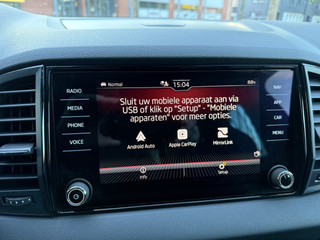 Normal
15:04
RADIO
MEDIA
PHONE
VOICE
Sluit uw mobiele apparaat aan via
USB of klik op "Setup" - "Mobiele
apparaten" voor meer opties.
Android Auto
Apple CarPlay
MirrorLink
Info
Setup
NAV
APP
CAR
MENU